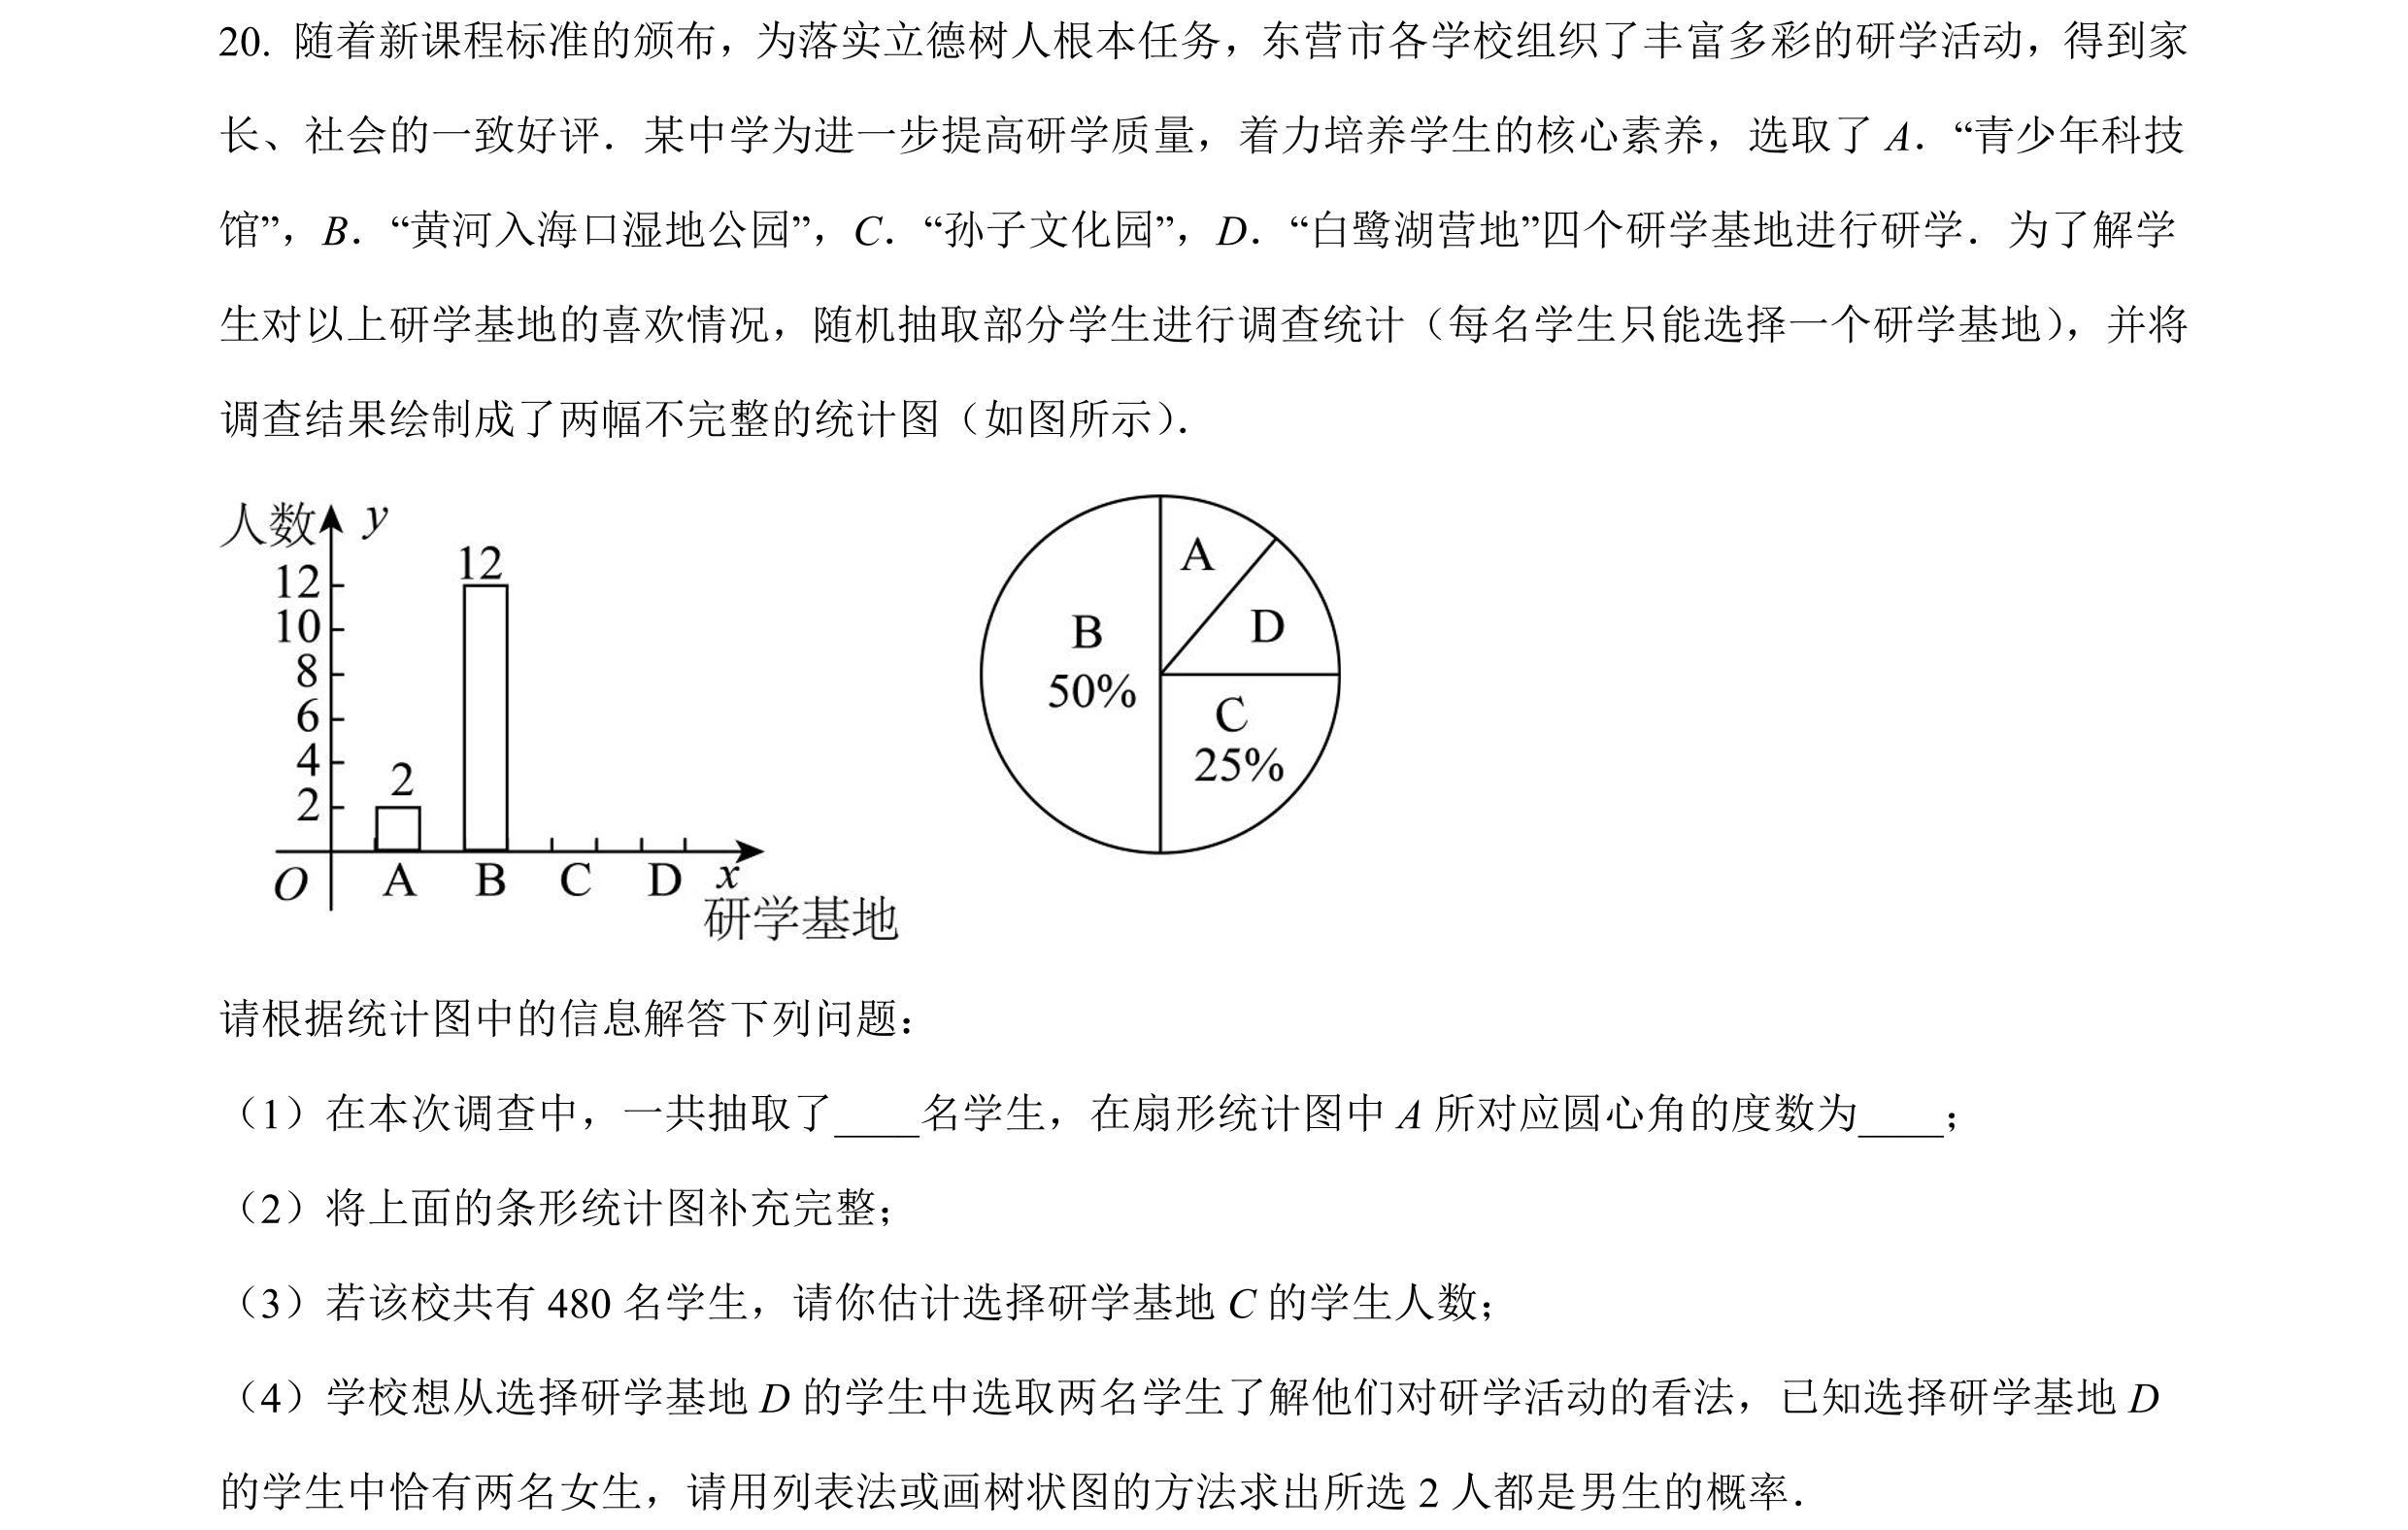 20. 随着新课程标准的颁布，为落实立德树人根本任务，东营市各学校组织了丰富多彩的研学活动，得到家
长、社会的一致好评．某中学为进一步提高研学质量，着力培养学生的核心素养，选取了 A．“青少年科技
馆”，B．“黄河入海口湿地公园”，C．“孙子文化园”，D．“白鹭湖营地”四个研学基地进行研学．为了解学
生对以上研学基地的喜欢情况，随机抽取部分学生进行调查统计（每名学生只能选择一个研学基地），并将
调查结果绘制成了两幅不完整的统计图（如图所示）．
人数 y
12
12
10
8
6
4
2
2
O A B C D x
研学基地
A
B
D
50%
C
25%
请根据统计图中的信息解答下列问题：
（1）在本次调查中，一共抽取了____名学生，在扇形统计图中 A 所对应圆心角的度数为____；
（2）将上面的条形统计图补充完整；
（3）若该校共有 480 名学生，请你估计选择研学基地 C 的学生人数；
（4）学校想从选择研学基地 D 的学生中选取两名学生了解他们对研学活动的看法，已知选择研学基地 D
的学生中恰有两名女生，请用列表法或画树状图的方法求出所选 2 人都是男生的概率．